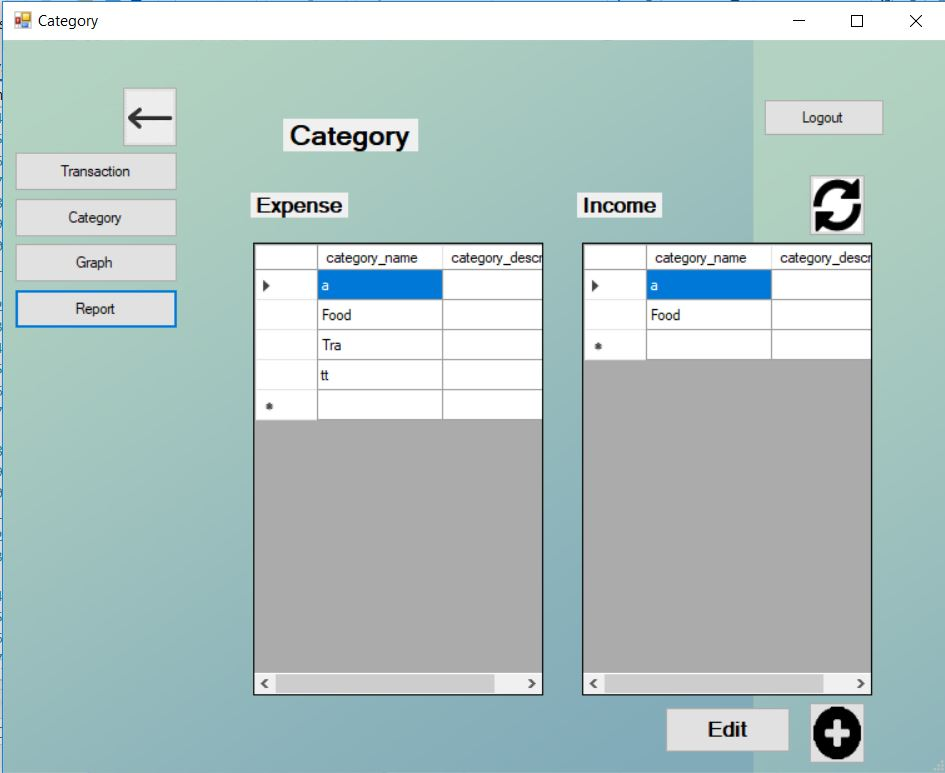 Category
Logout
Category
Transaction
Category
Graph
Report
Expense
Income
category_name category_descr
a
Food
Tra
tt
category_name category_descr
a
Food
Edit